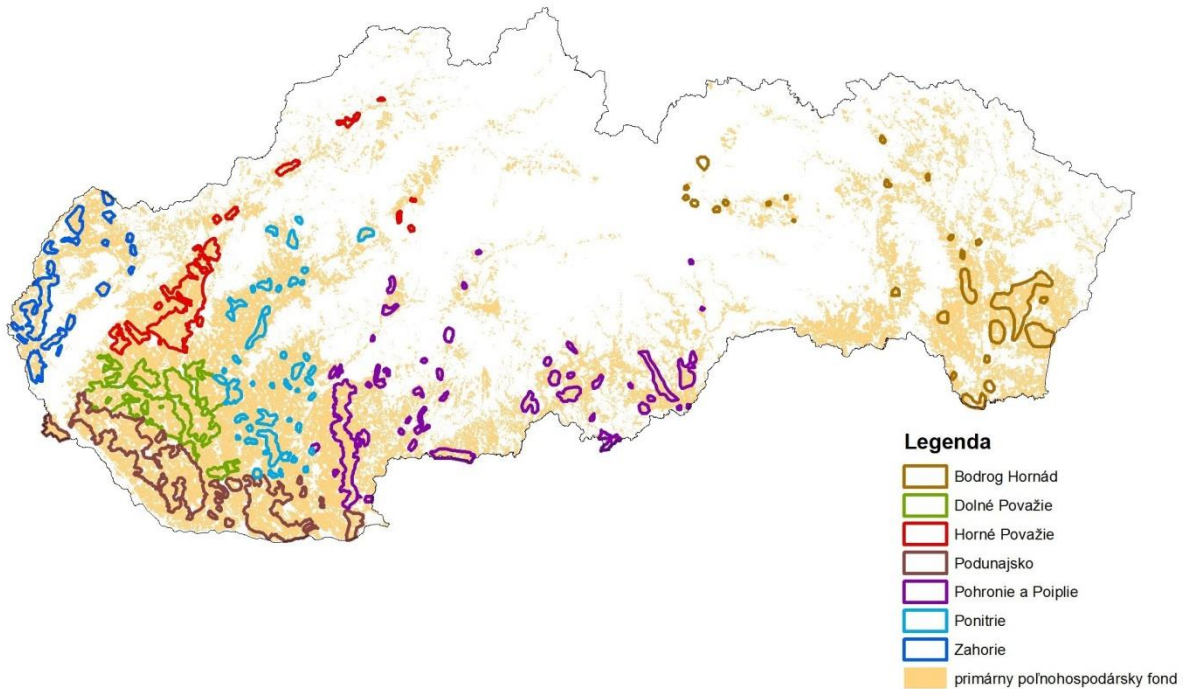 Legenda
Bodrog Hornád
Dolné Považie
Horné Považie
Podunajsko
Pohronie a Poiplie
Ponitrie
Zahorie
primárny poľnohospodársky fond